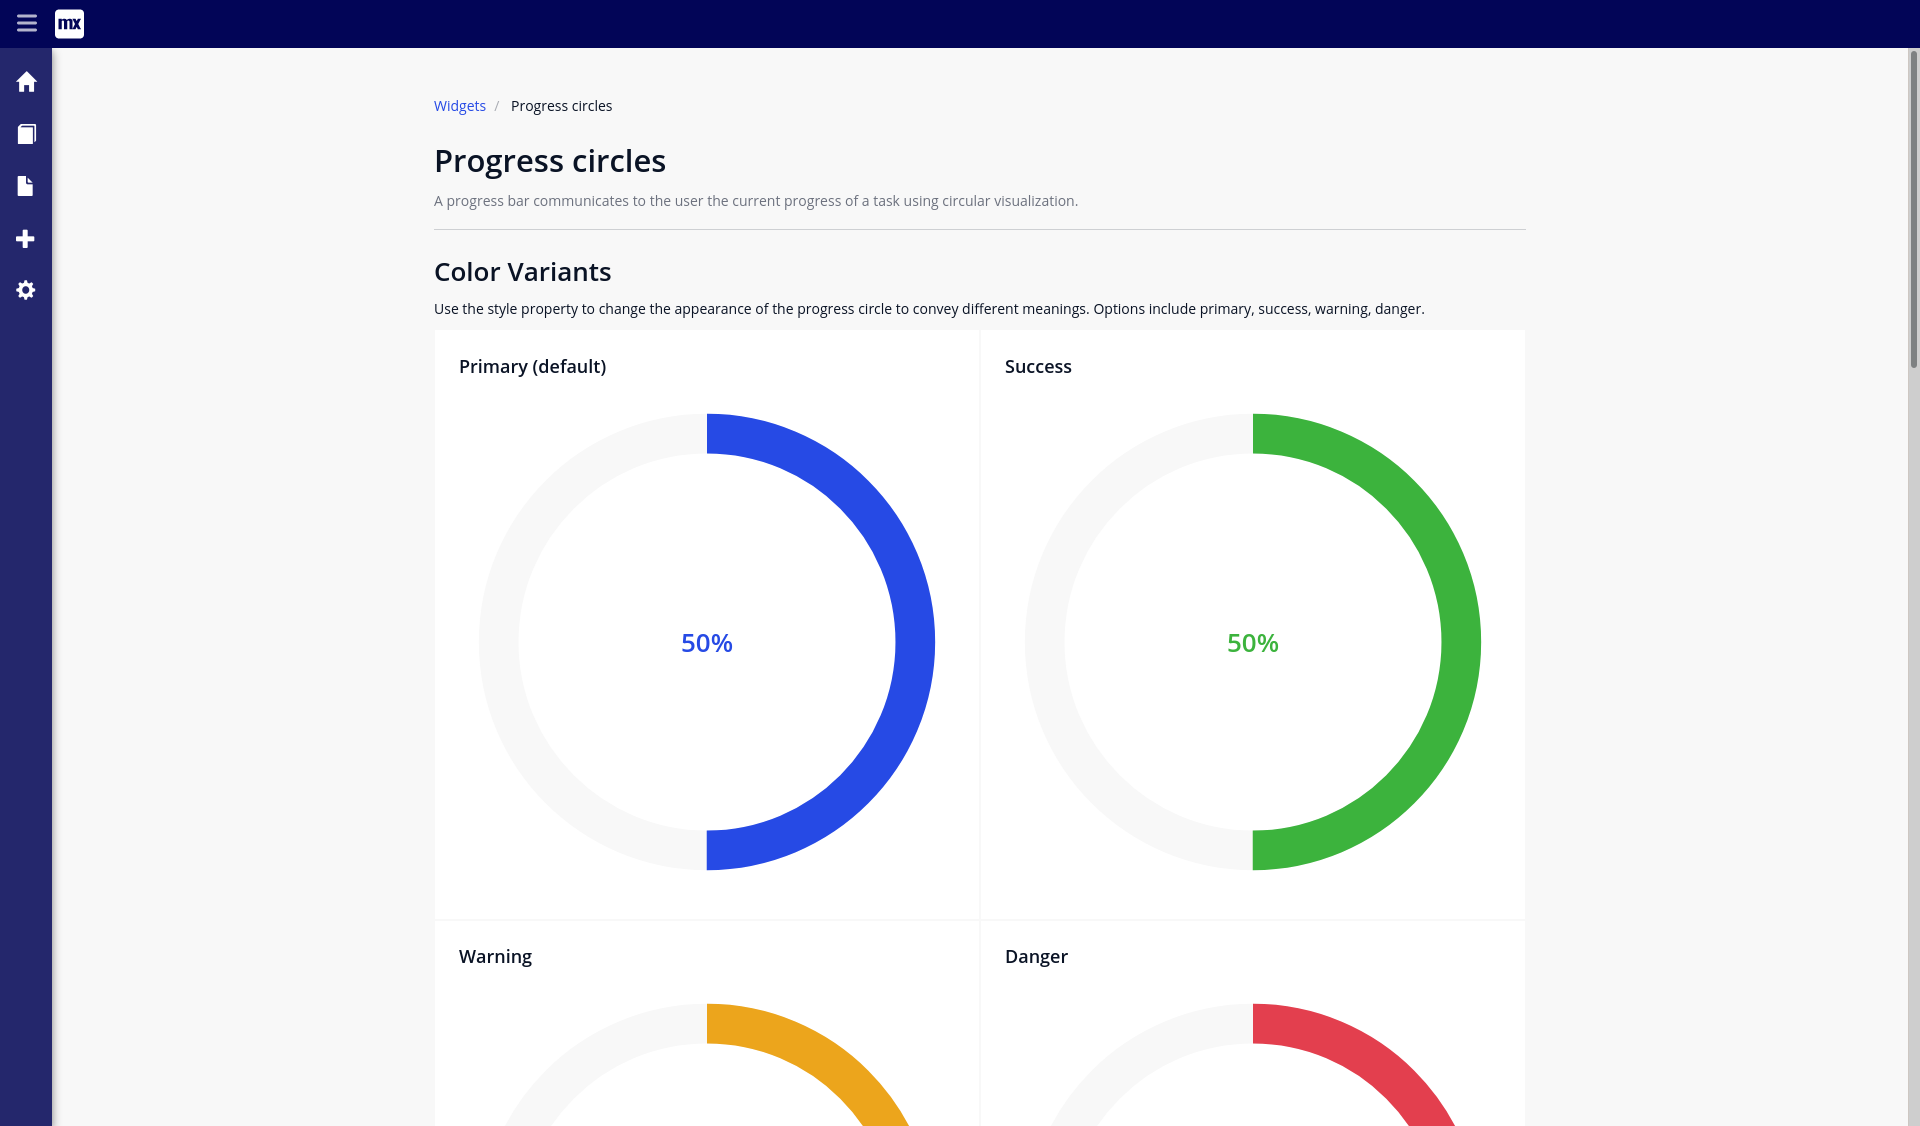 mx
Widgets / Progress circles
Progress circles
A progress bar communicates to the user the current progress of a task using circular visualization.
Color Variants
Use the style property to change the appearance of the progress circle to convey different meanings. Options include primary, success, warning, danger.
Primary (default)
Success
50%
50%
Warning
Danger